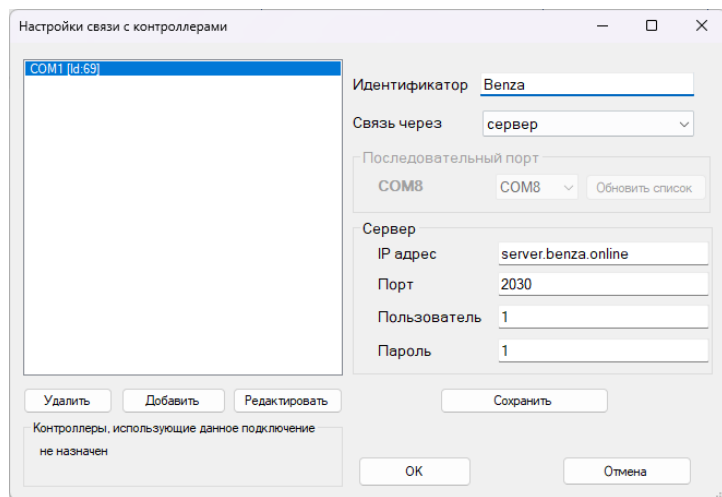 Настройки связи с контроллерами
COM1 [Id:69]
Идентификатор Benza
Связь через сервер
Последовательный порт
COM8 COM8 Обновить список
Сервер
IP адрес server.benza.online
Порт 2030
Пользователь 1
Пароль 1
Удалить Добавить Редактировать Сохранить
Контроллеры, использующие данное подключение
не назначен
OK Отмена